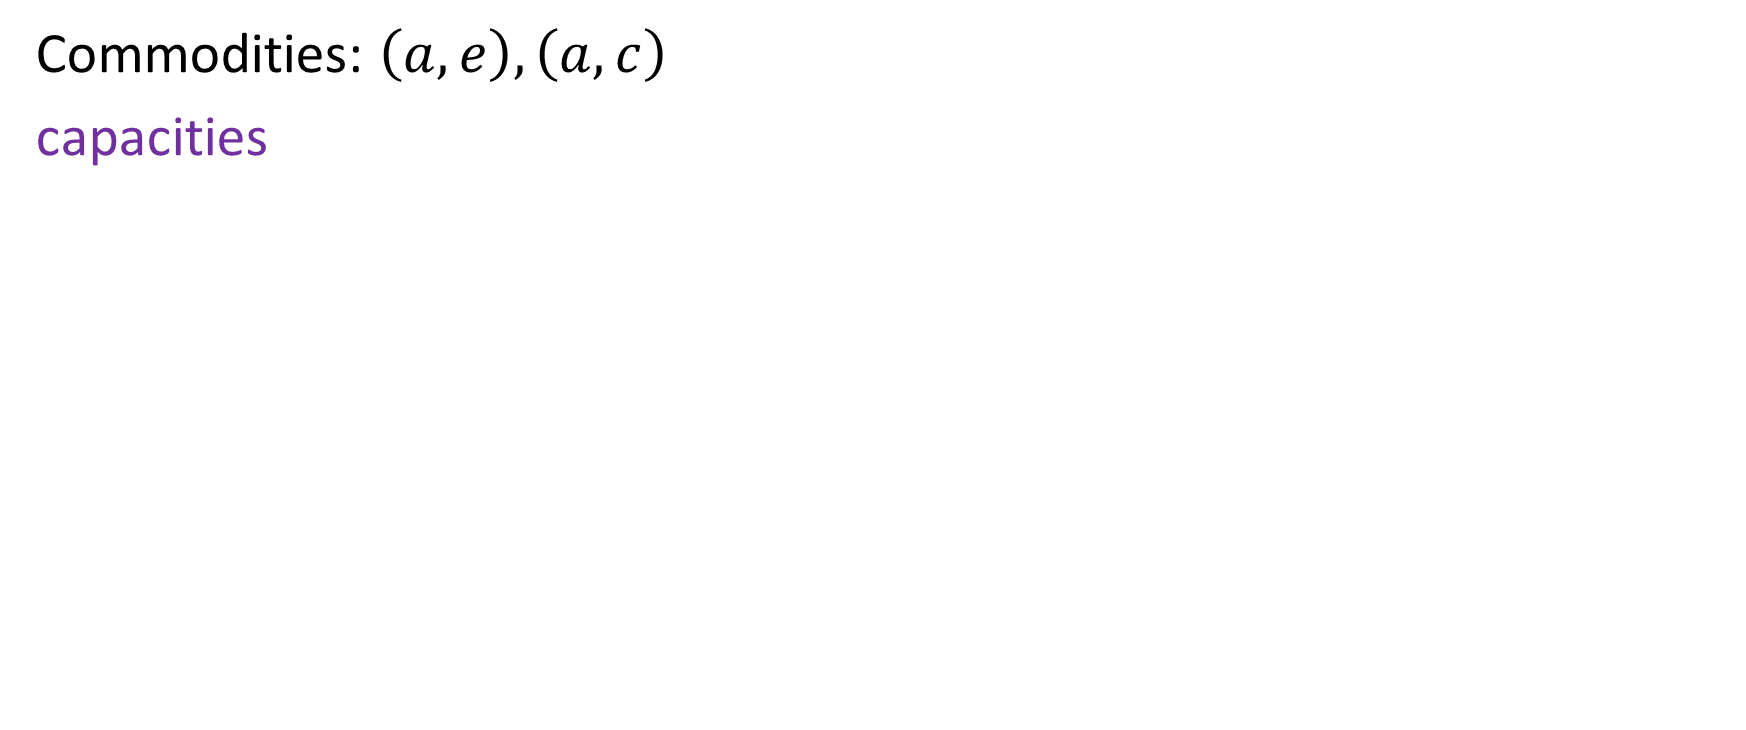 Commodities: (𝑎, 𝑒), (𝑎, 𝑐)
capacities